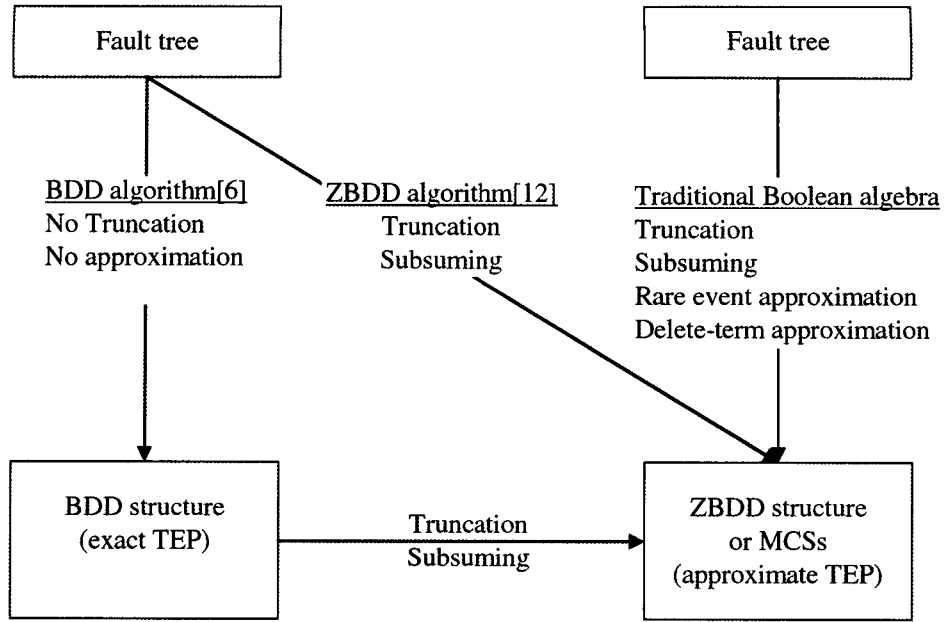 Fault tree
Fault tree
BDD algorithm[6]
No Truncation
No approximation
ZBDD algorithm[12]
Truncation
Subsuming
Traditional Boolean algebra
Truncation
Subsuming
Rare event approximation
Delete-term approximation
BDD structure
(exact TEP)
Truncation
Subsuming
ZBDD structure
or MCSs
(approximate TEP)